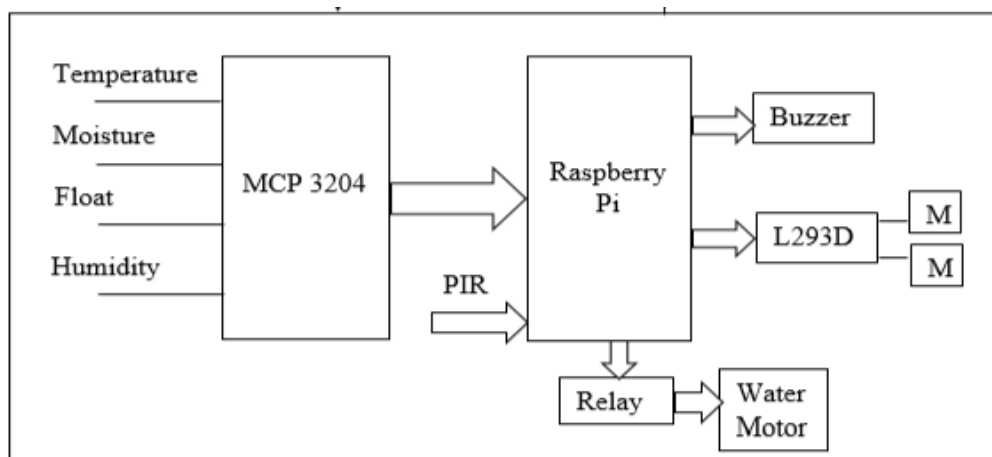 Temperature
Moisture
Float
Humidity
MCP 3204
PIR
Raspberry
Pi
Buzzer
L293D
M
M
Relay
Water
Motor